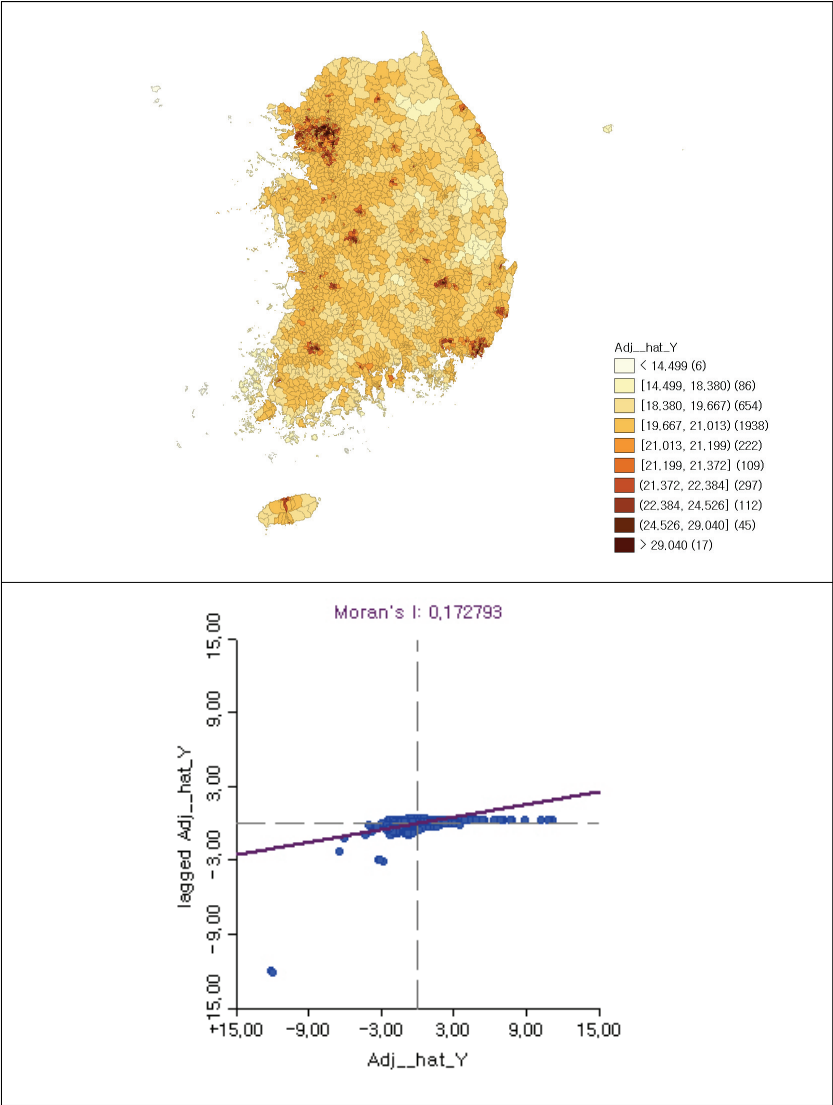 Adj__hat_Y
< 14.499 (6)
[14.499, 18.380) (86)
[18.380, 19.667) (654)
[19.667, 21.013) (1938)
[21.013, 21.199) (222)
[21.199, 21.372] (109)
(21.372, 22.384] (297)
(22.384, 24.526] (112)
(24.526, 29.040] (45)
> 29.040 (17)
Moran's I: 0,172793
15,00
9,00
3,00
-3,00
-9,00
+15,00
lagged Adj__hat_Y
+15,00 -9,00 -3,00 3,00 9,00 15,00
Adj__hat_Y